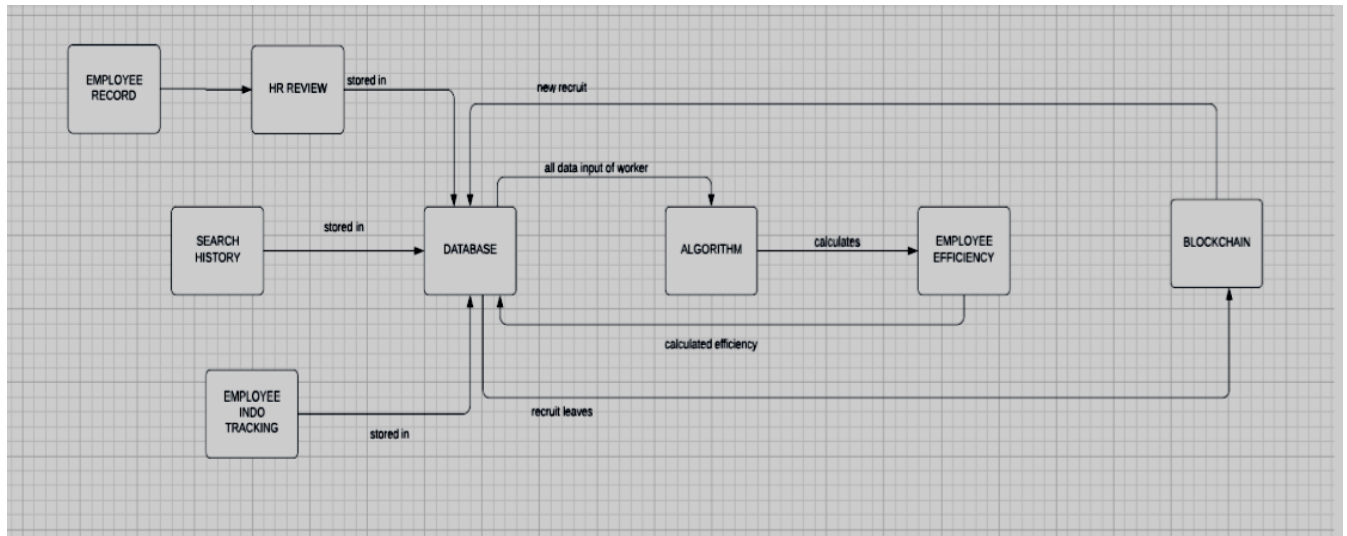 EMPLOYEE
RECORD
HR REVIEW
stored in
new recruit
all data input of worker
SEARCH
HISTORY
stored in
DATABASE
ALGORITHM
calculates
EMPLOYEE
EFFICIENCY
BLOCKCHAIN
calculated efficiency
EMPLOYEE
INDO
TRACKING
stored in
recruit leaves